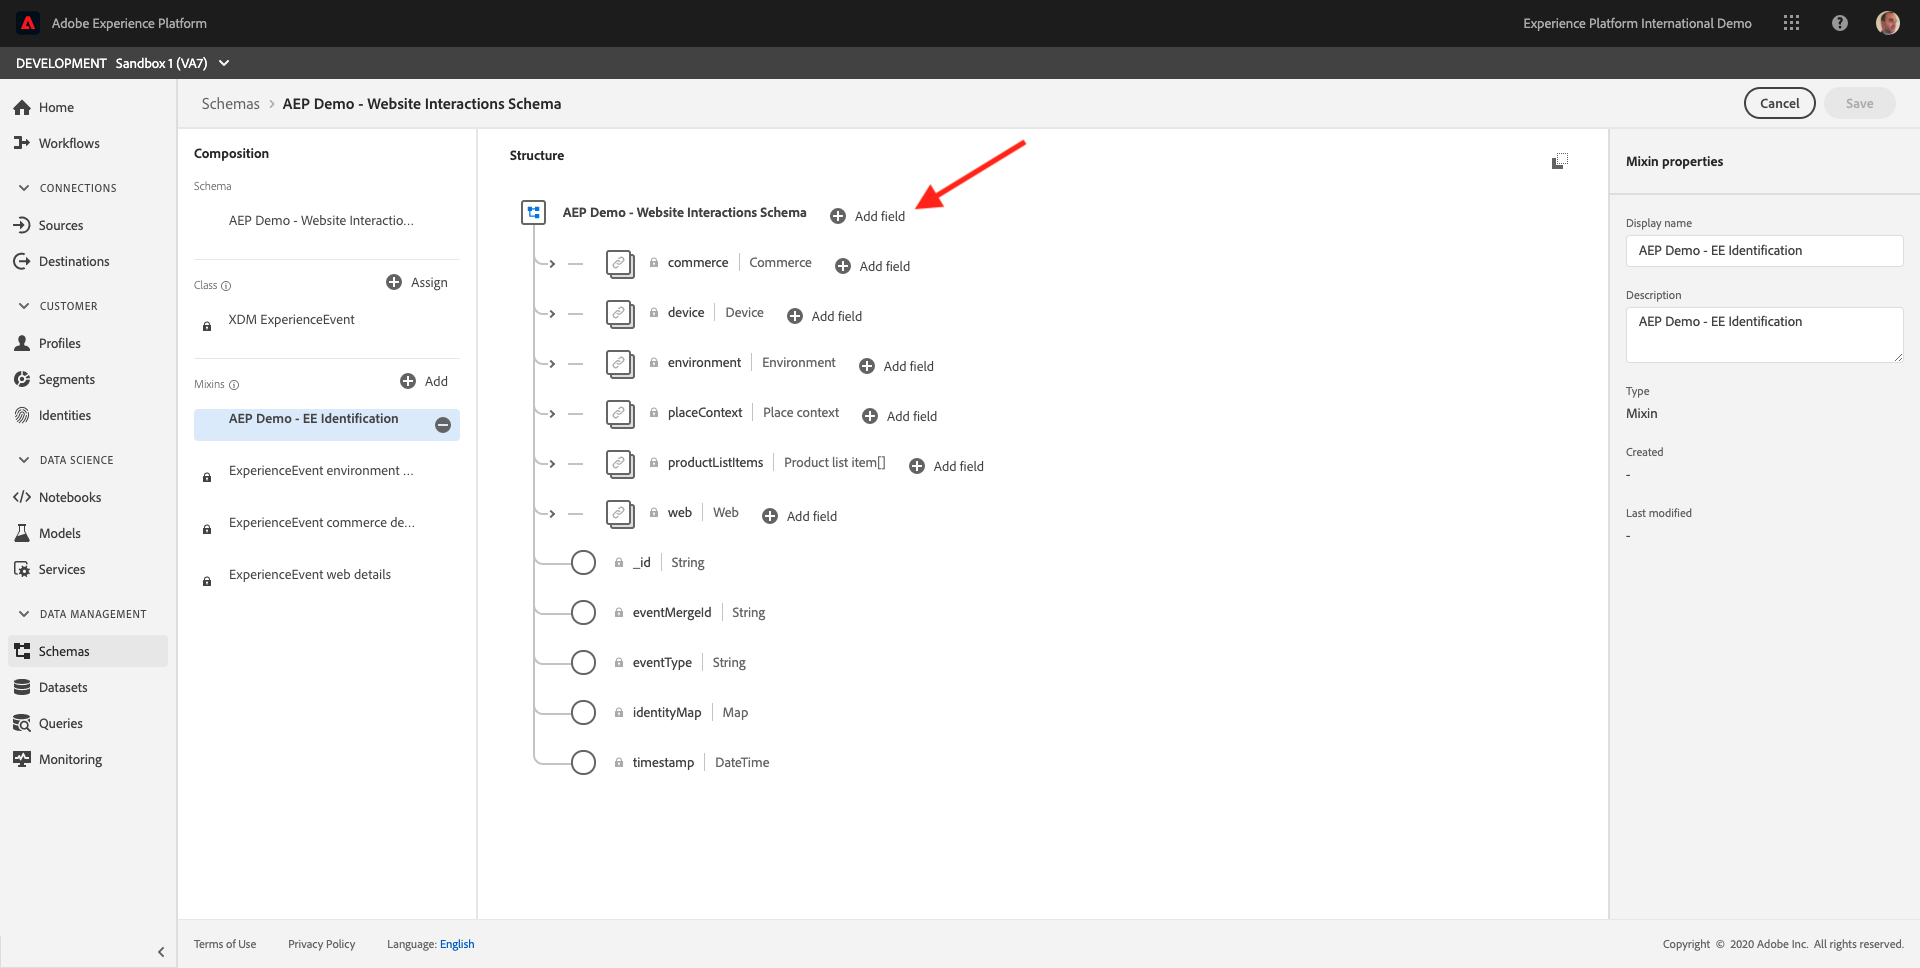 Adobe Experience Platform
Experience Platform International Demo
DEVELOPMENT Sandbox 1 (VA7)
Home
Workflows
CONNECTIONS
Sources
Destinations
CUSTOMER
Profiles
Segments
Identities
DATA SCIENCE
Notebooks
Models
Services
DATA MANAGEMENT
Schemas
Datasets
Queries
Monitoring
Schemas > AEP Demo - Website Interactions Schema
Cancel
Save
Composition
Schema
AEP Demo - Website Interactio...
Class
Assign
XDM ExperienceEvent
Mixins
Add
AEP Demo - EE Identification
ExperienceEvent environment ...
ExperienceEvent commerce de...
ExperienceEvent web details
Structure
AEP Demo - Website Interactions Schema Add field
commerce Commerce Add field
device Device Add field
environment Environment Add field
placeContext Place context Add field
productListItems Product list item[] Add field
web Web Add field
_id String
eventMergeId String
eventType String
identityMap Map
timestamp DateTime
Mixin properties
Display name
AEP Demo - EE Identification
Description
AEP Demo - EE Identification
Type
Mixin
Created
-
Last modified
-
Terms of Use Privacy Policy Language: English
Copyright © 2020 Adobe Inc. All rights reserved.